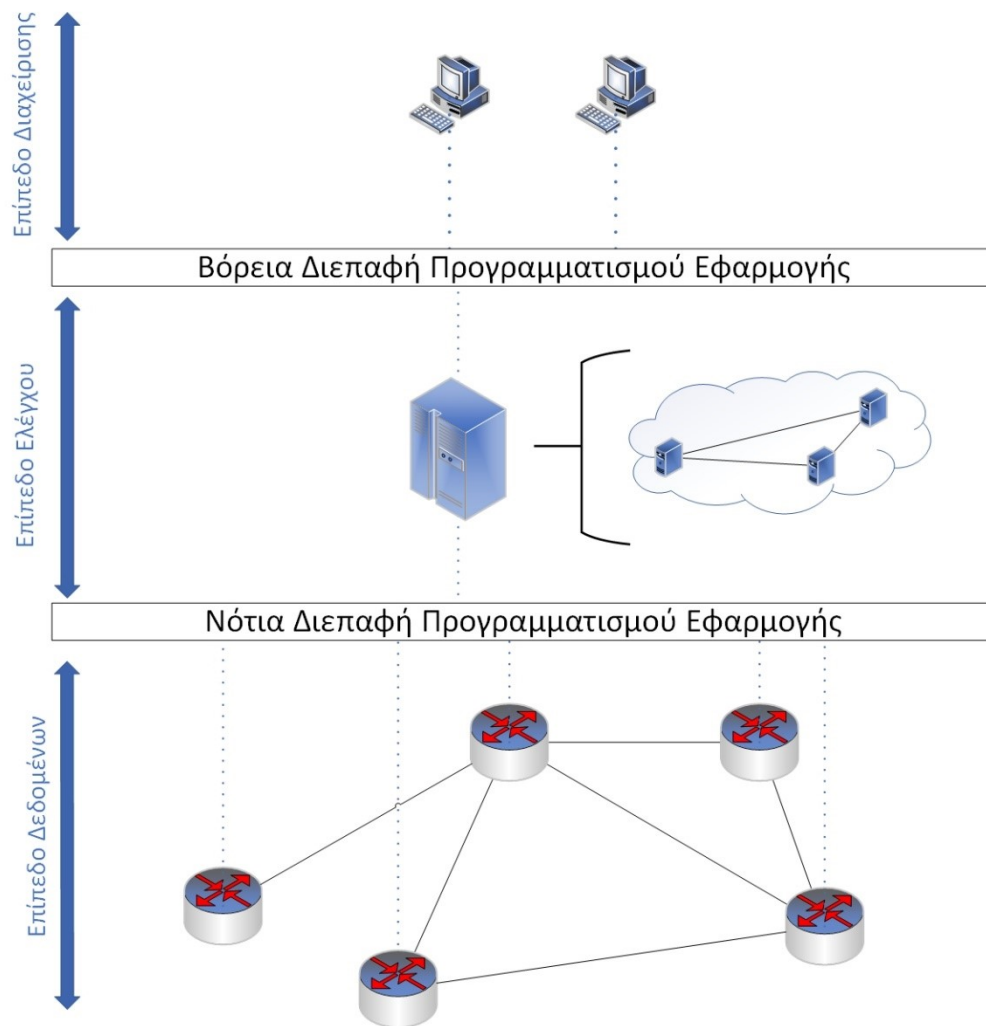 Επίπεδο Διαχείρισης
Βόρεια Διεπαφή Προγραμματισμού Εφαρμογής
Επίπεδο Ελέγχου
Νότια Διεπαφή Προγραμματισμού Εφαρμογής
Επίπεδο Δεδομένων